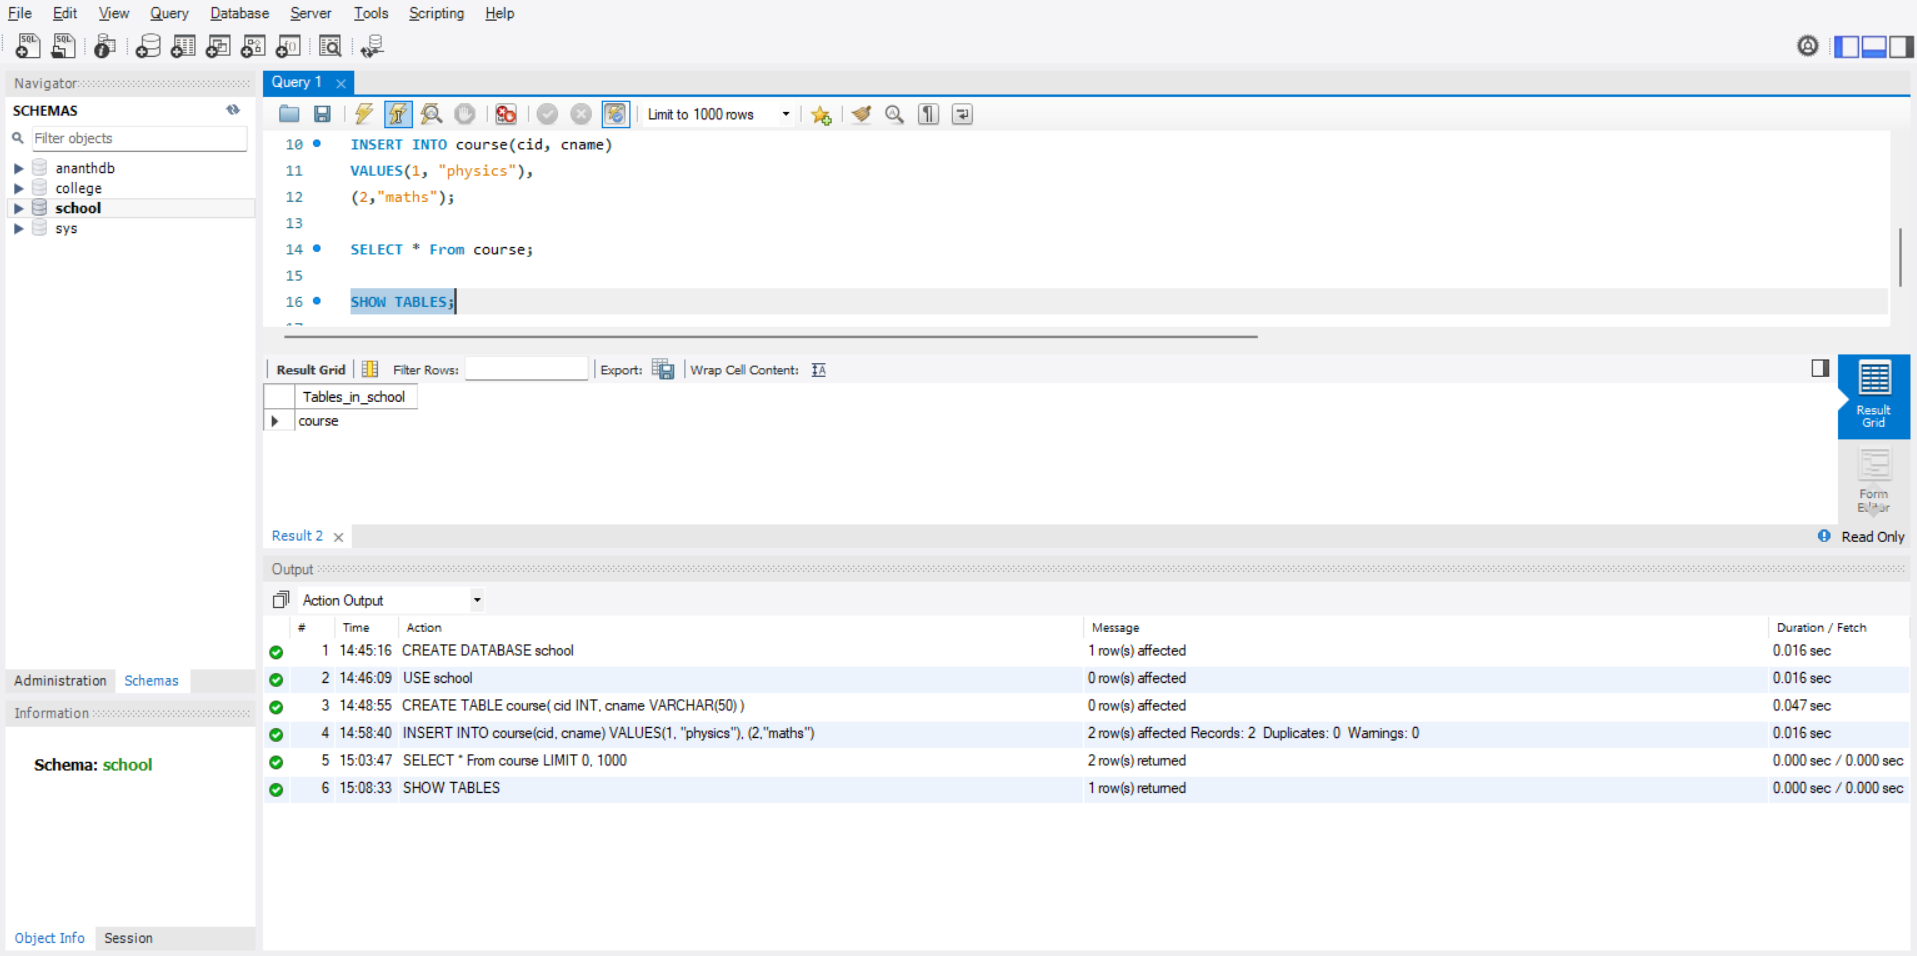 File Edit View Query Database Server Tools Scripting Help
Navigator
SCHEMAS
Filter objects
ananthdb
college
school
sys
Administration Schemas
Information
Schema: school
Object Info Session
Query 1
Limit to 1000 rows
10 INSERT INTO course(cid, cname)
11 VALUES(1, "physics"),
12 (2,"maths");
13
14 SELECT * From course;
15
16 SHOW TABLES;
17
Result Grid Filter Rows: Export: Wrap Cell Content:
Tables_in_school
course
Result
Grid
Form
Editor
Result 2 Read Only
Output
Action Output
# Time Action Message Duration / Fetch
1 14:45:16 CREATE DATABASE school 1 row(s) affected 0.016 sec
2 14:46:09 USE school 0 row(s) affected 0.016 sec
3 14:48:55 CREATE TABLE course( cid INT, cname VARCHAR(50) ) 0 row(s) affected 0.047 sec
4 14:58:40 INSERT INTO course(cid, cname) VALUES(1, "physics"), (2,"maths") 2 row(s) affected Records: 2 Duplicates: 0 Warnings: 0 0.016 sec
5 15:03:47 SELECT * From course LIMIT 0, 1000 2 row(s) returned 0.000 sec / 0.000 sec
6 15:08:33 SHOW TABLES 1 row(s) returned 0.000 sec / 0.000 sec